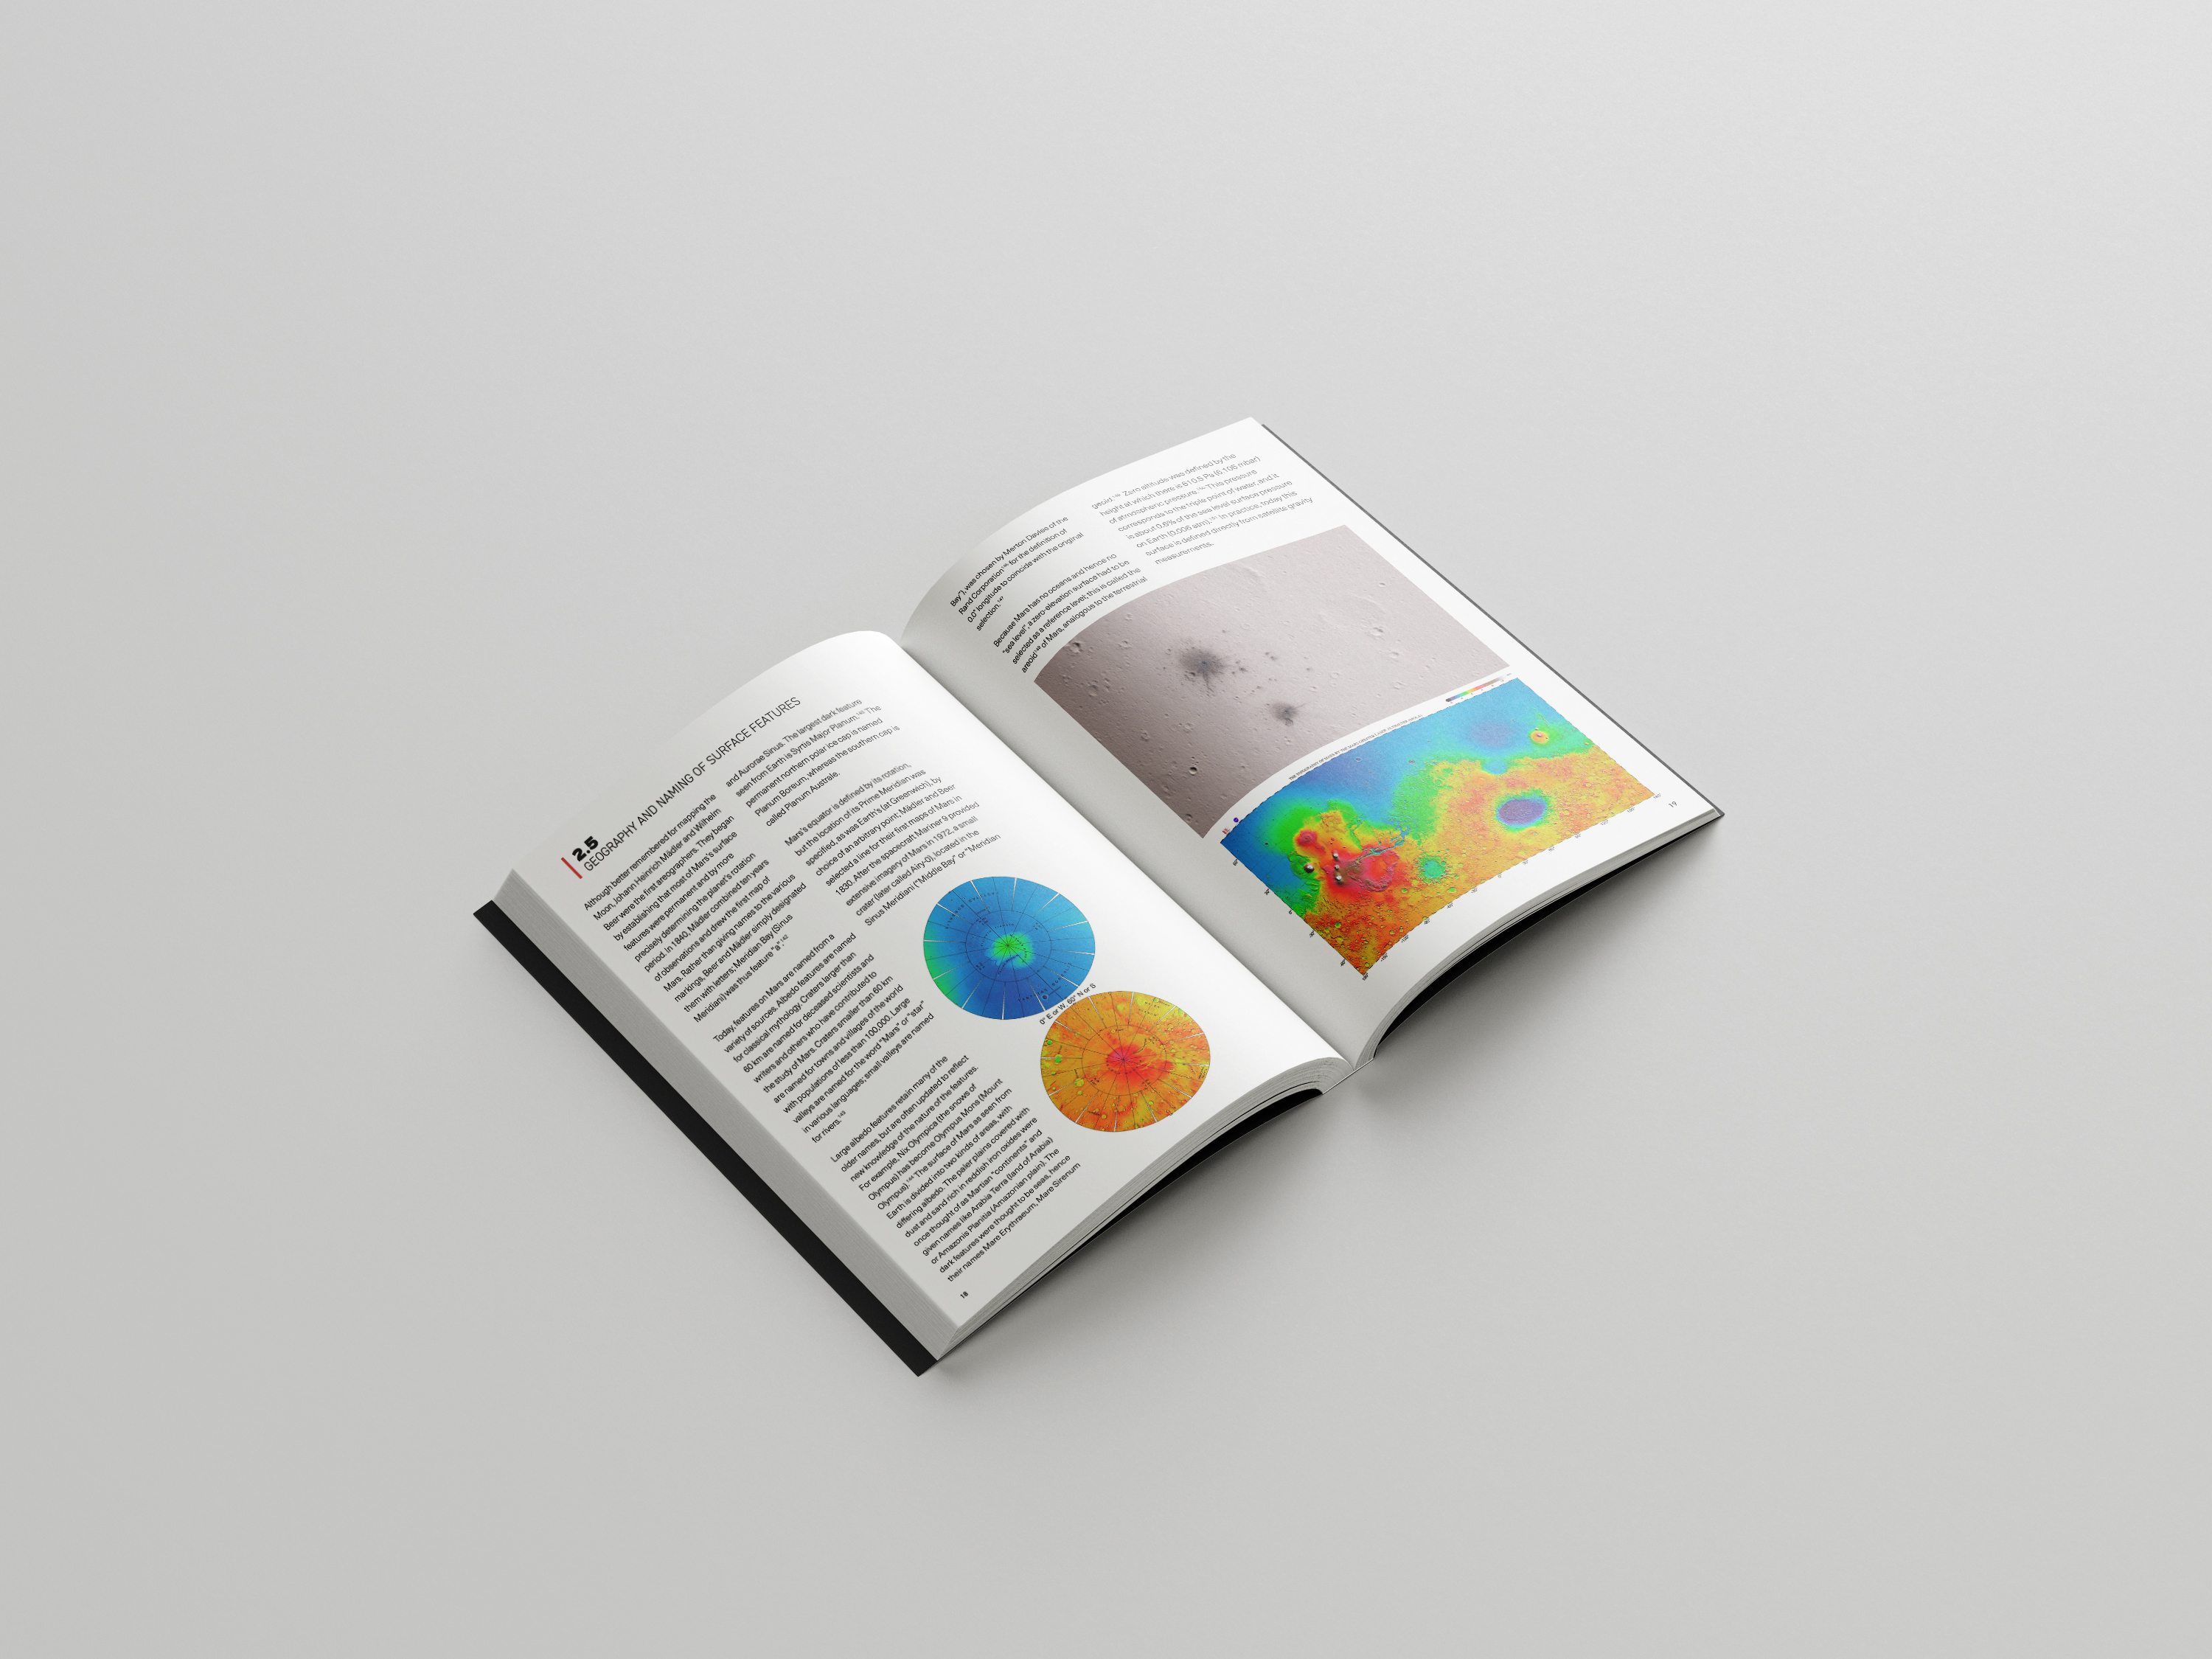 2.5
GEOGRAPHY AND NAMING OF SURFACE FEATURES
Although better remembered for mapping the
Moon, Johann Heinrich Mädler and Wilhelm
Beer were the first areographers. They began
by establishing that most of Mars's surface
features were permanent and by more
precisely determining the planet's rotation
period. In 1840, Mädler combined ten years
of observations and drew the first map of
Mars. Rather than giving names to the various
markings, Beer and Mädler simply designated
them with letters; Meridian Bay (Sinus
Meridiani) was thus feature "a".¹⁴²
Today, features on Mars are named from a
variety of sources. Albedo features are named
for classical mythology. Craters larger than
60 km are named for deceased scientists and
writers and others who have contributed to
the study of Mars. Craters smaller than 60 km
are named for towns and villages of the world
with populations of less than 100,000. Large
valleys are named for the word "Mars" or "star"
in various languages; small valleys are named
for rivers.¹⁴³
Large albedo features retain many of the
older names, but are often updated to reflect
new knowledge of the nature of the features.
For example, Nix Olympica (the snows of
Olympus) has become Olympus Mons (Mount
Olympus).¹⁴⁴ The surface of Mars as seen from
Earth is divided into two kinds of areas, with
differing albedo. The paler plains covered with
dust and sand rich in reddish iron oxides were
once thought of as Martian "continents" and
given names like Arabia Terra (land of Arabia)
or Amazonis Planitia (Amazonian plain). The
dark features were thought to be seas, hence
their names Mare Erythraeum, Mare Sirenum
and Aurorae Sinus. The largest dark feature
seen from Earth is Syrtis Major Planum.¹⁴⁵ The
permanent northern polar ice cap is named
Planum Boreum, whereas the southern cap is
called Planum Australe.
Mars's equator is defined by its rotation,
but the location of its Prime Meridian was
specified, as was Earth's (at Greenwich), by
choice of an arbitrary point; Mädler and Beer
selected a line for their first maps of Mars in
1830. After the spacecraft Mariner 9 provided
extensive imagery of Mars in 1972, a small
crater (later called Airy-0), located in the
Sinus Meridiani ("Middle Bay" or "Meridian
0° E or W, 60° N or S
18
Bay"), was chosen by Merton Davies of the
Rand Corporation for the definition of
0.0° longitude to coincide with the original
selection.¹⁴⁷
Because Mars has no oceans and hence no
"sea level", a zero-elevation surface had to be
selected as a reference level; this is called the
areoid of Mars, analogous to the terrestrial
geoid. Zero altitude was defined by the
height at which there is 610.5 Pa (6.105 mbar)
of atmospheric pressure. This pressure
corresponds to the triple point of water, and it
is about 0.6% of the sea level surface pressure
on Earth (0.006 atm). In practice, today this
surface is defined directly from satellite gravity
measurements.
19